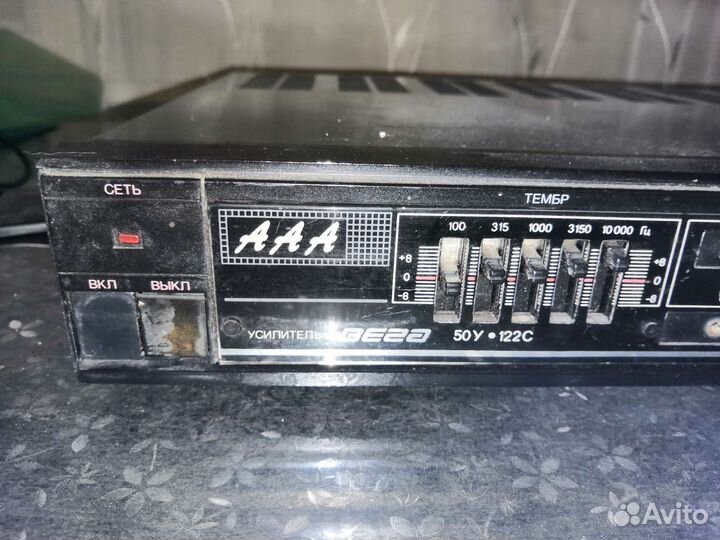 СЕТЬ
ВКЛ ВЫКЛ
AAA
ТЕМБР
100 315 1000 3150 10 000 Гц
+8 +8
0 0
-8 -8
УСИЛИТЕЛЬ ВЕГА 50У • 122С
Avito